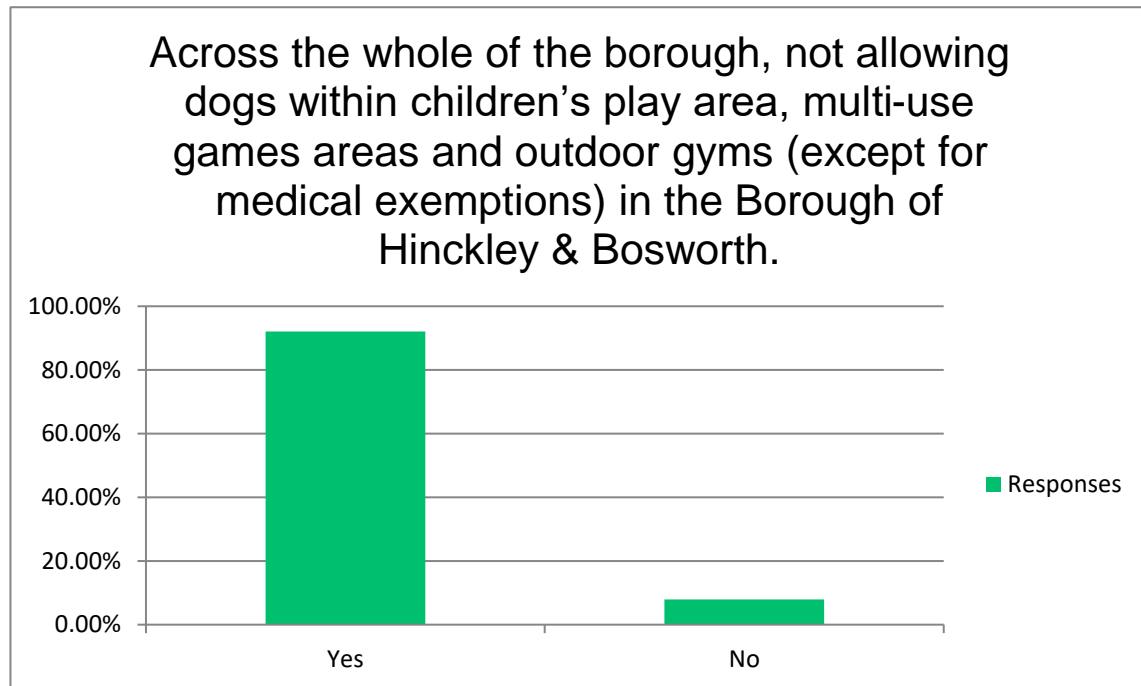 Across the whole of the borough, not allowing
dogs within children’s play area, multi-use
games areas and outdoor gyms (except for
medical exemptions) in the Borough of
Hinckley & Bosworth.
100.00%
80.00%
60.00%
40.00%
20.00%
0.00%
Yes
No
Responses